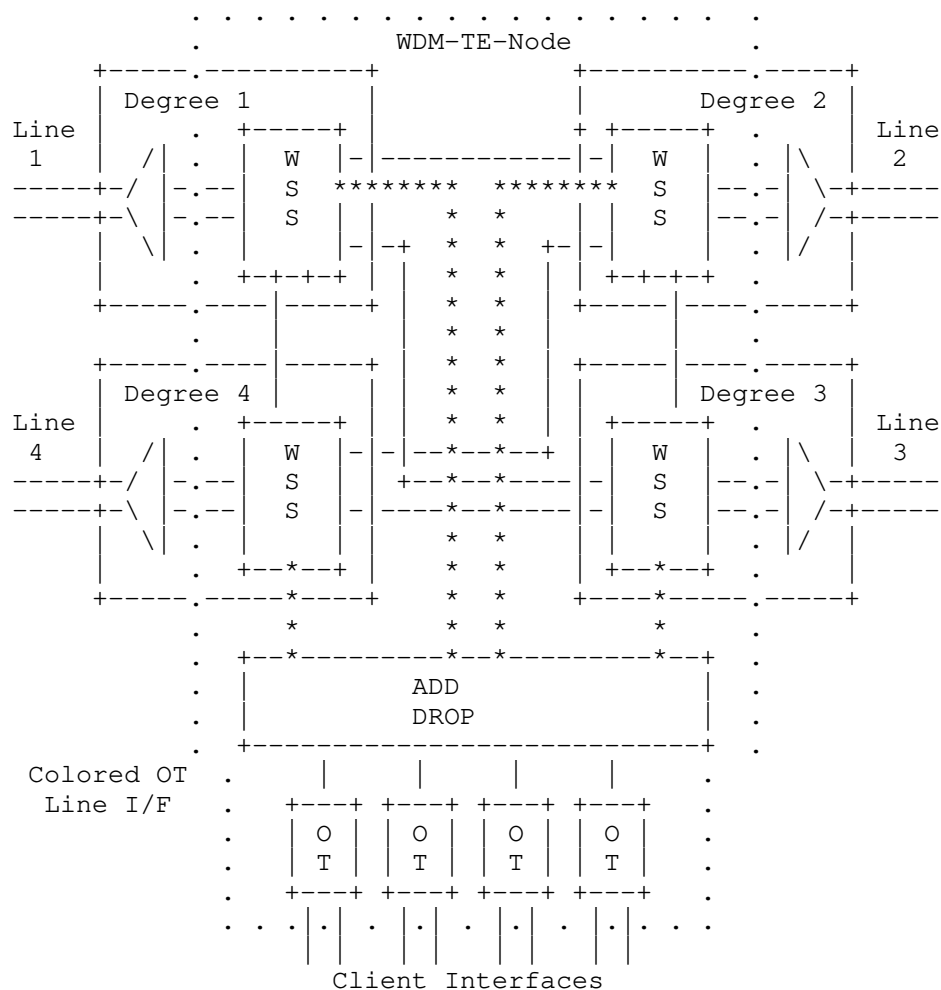 WDM-TE-Node
Degree 1 Degree 2
Line Line
1 W W 2
S S
S S
Degree 4 Degree 3
Line Line
4 W W 3
S S
S S
ADD
DROP
Colored OT
Line I/F
O O O O
T T T T
Client Interfaces